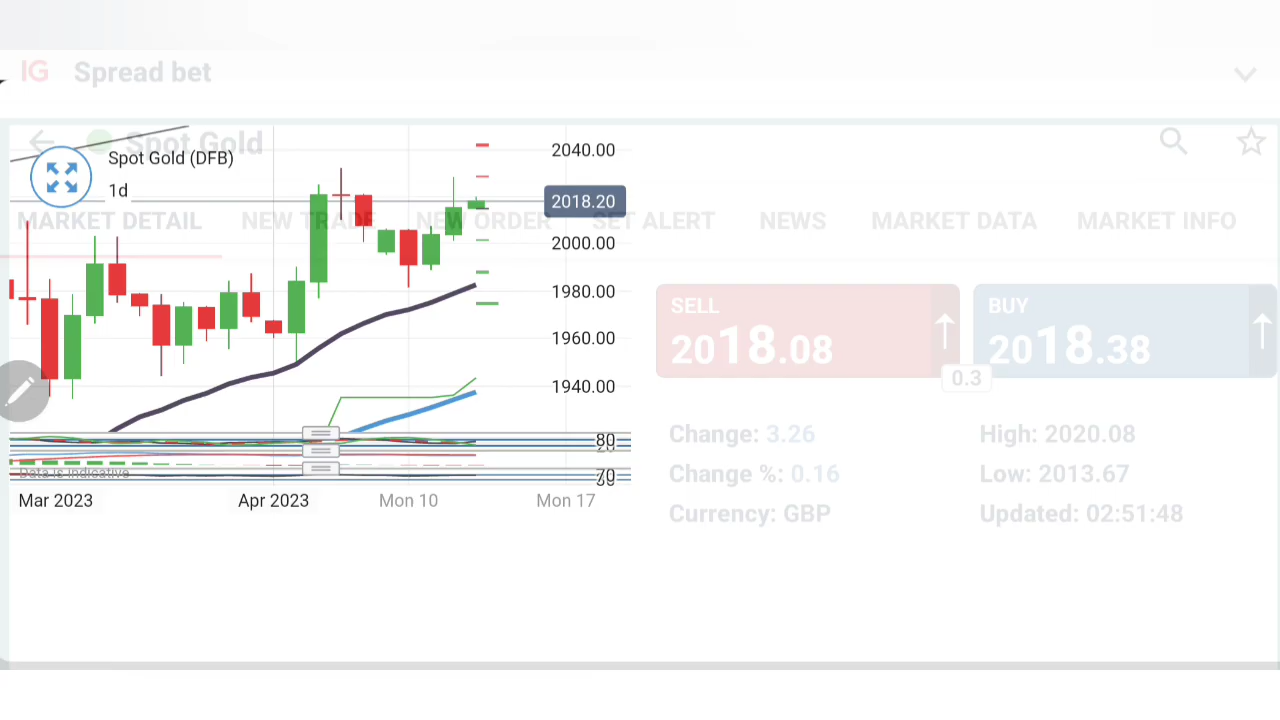 IG Spread bet
Spot Gold
Spot Gold (DFB)
1d
MARKET DETAIL NEW TRADE NEW ORDER SET ALERT NEWS MARKET DATA MARKET INFO
2040.00
2018.20
2000.00
1980.00
1960.00
1940.00
80
20
70
Data is indicative
Mar 2023 Apr 2023 Mon 10 Mon 17
SELL
2018.08
BUY
2018.38
0.3
Change: 3.26
High: 2020.08
Change %: 0.16
Low: 2013.67
Currency: GBP
Updated: 02:51:48